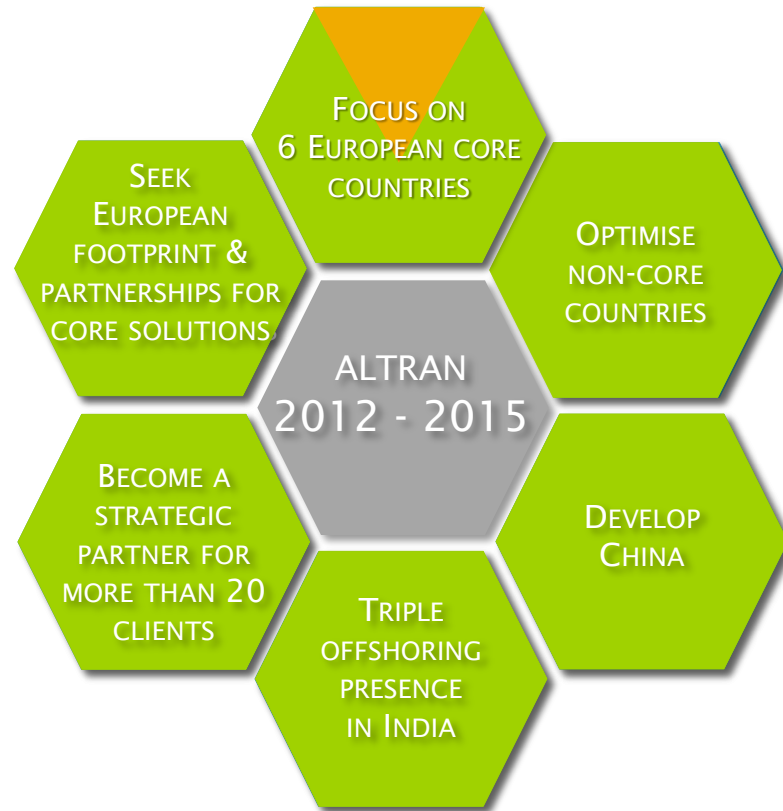 FOCUS ON
6 EUROPEAN CORE
COUNTRIES
OPTIMISE
NON-CORE
COUNTRIES
DEVELOP
CHINA
TRIPLE
OFFSHORING
PRESENCE
IN INDIA
BECOME A
STRATEGIC
PARTNER FOR
MORE THAN 20
CLIENTS
SEEK
EUROPEAN
FOOTPRINT &
PARTNERSHIPS FOR
CORE SOLUTIONS
ALTRAN
2012 - 2015